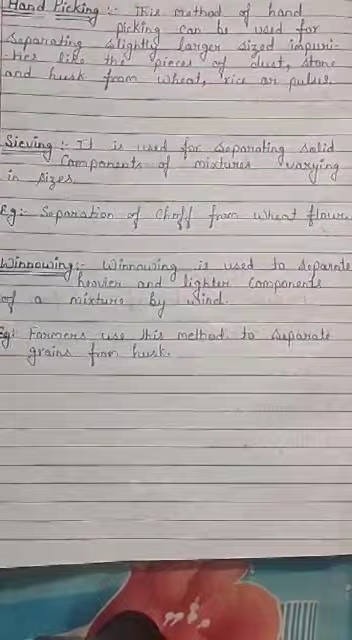 Hand Picking :- This method of hand
picking can be used for
separating slightly larger sized impuri-
-ties like the pieces of dust, stone
and husk from wheat, rice or pulses.
Sieving :- It is used for separating solid
Components of mixtures varying
in sizes
Eg:- Separation of Chaff from wheat flour.
Winnowing:- Winnowing is used to separate
heavier and lighter components
of a mixture by wind.
Eg: Farmers use this method to separate
grains from husk.